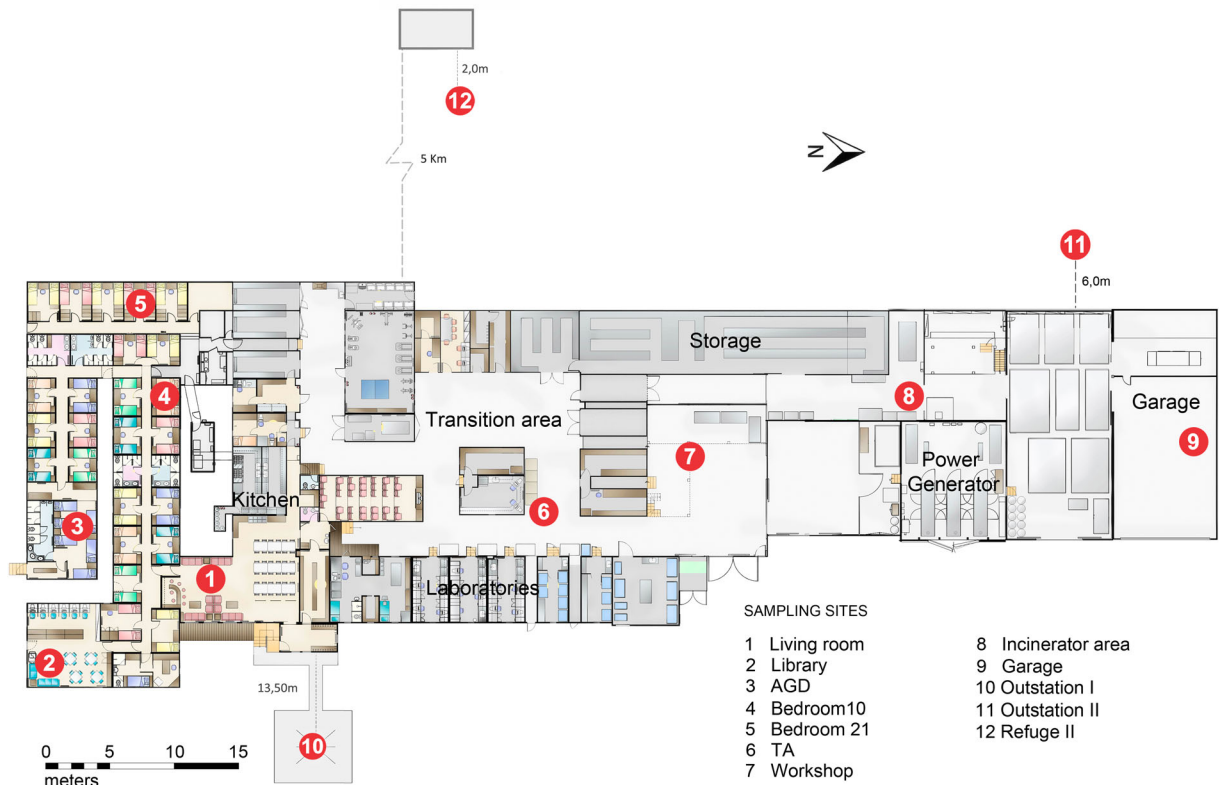 2,0m
12
5 Km
N
11
6,0m
5
Storage
4
8
Transition area
Garage
7
9
Power
Generator
Kitchen
6
3
1
Laboratories
2
13,50m
10
0 5 10 15
meters
SAMPLING SITES
1 Living room
2 Library
3 AGD
4 Bedroom10
5 Bedroom 21
6 TA
7 Workshop
8 Incinerator area
9 Garage
10 Outstation I
11 Outstation II
12 Refuge II